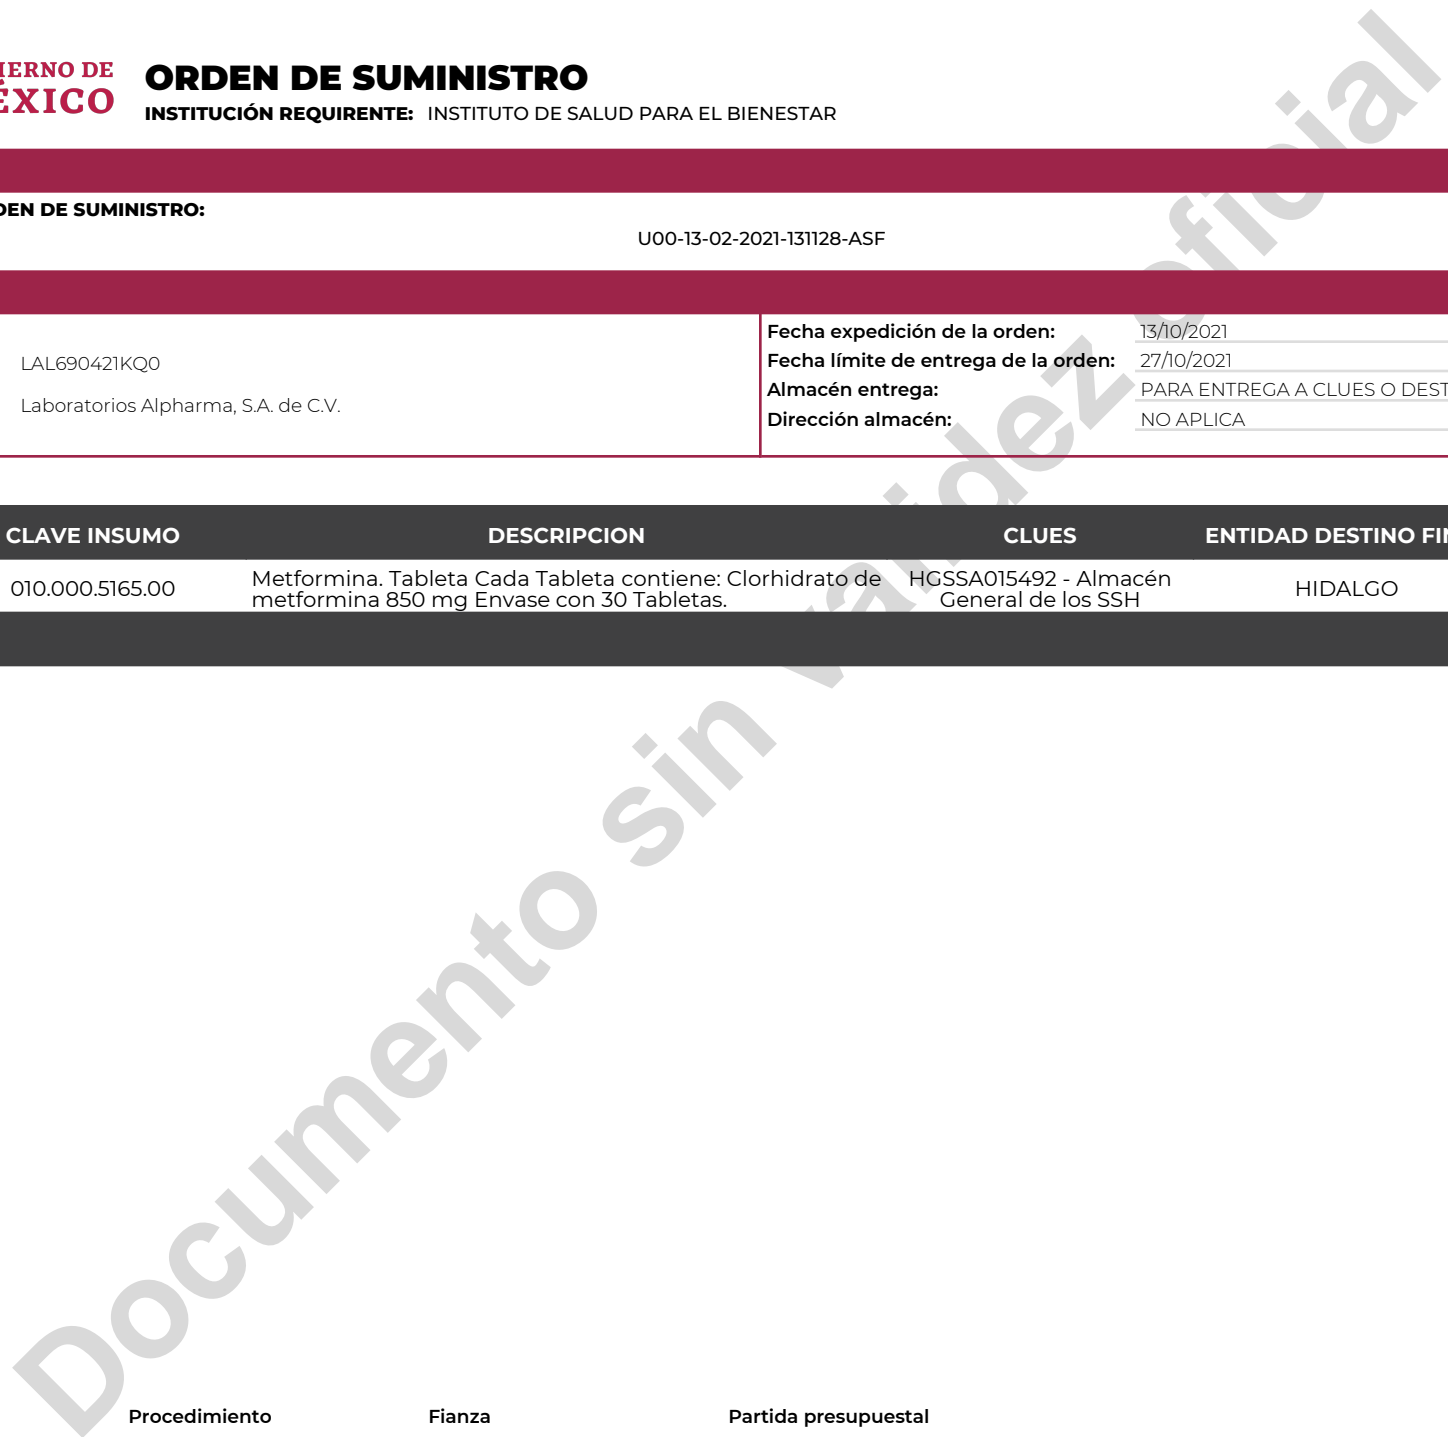 IERNO DE
ÉXICO
ORDEN DE SUMINISTRO
INSTITUCIÓN REQUIRENTE: INSTITUTO DE SALUD PARA EL BIENESTAR
DEN DE SUMINISTRO:
U00-13-02-2021-131128-ASF
LAL690421KQ0
Laboratorios Alpharma, S.A. de C.V.
Fecha expedición de la orden: 13/10/2021
Fecha límite de entrega de la orden: 27/10/2021
Almacén entrega: PARA ENTREGA A CLUES O DEST
Dirección almacén: NO APLICA
CLAVE INSUMO DESCRIPCION CLUES ENTIDAD DESTINO FIN
010.000.5165.00
Metformina. Tableta Cada Tableta contiene: Clorhidrato de
metformina 850 mg Envase con 30 Tabletas.
HGSSA015492 - Almacén
General de los SSH
HIDALGO
Documento sin validez oficial
Procedimiento Fianza Partida presupuestal